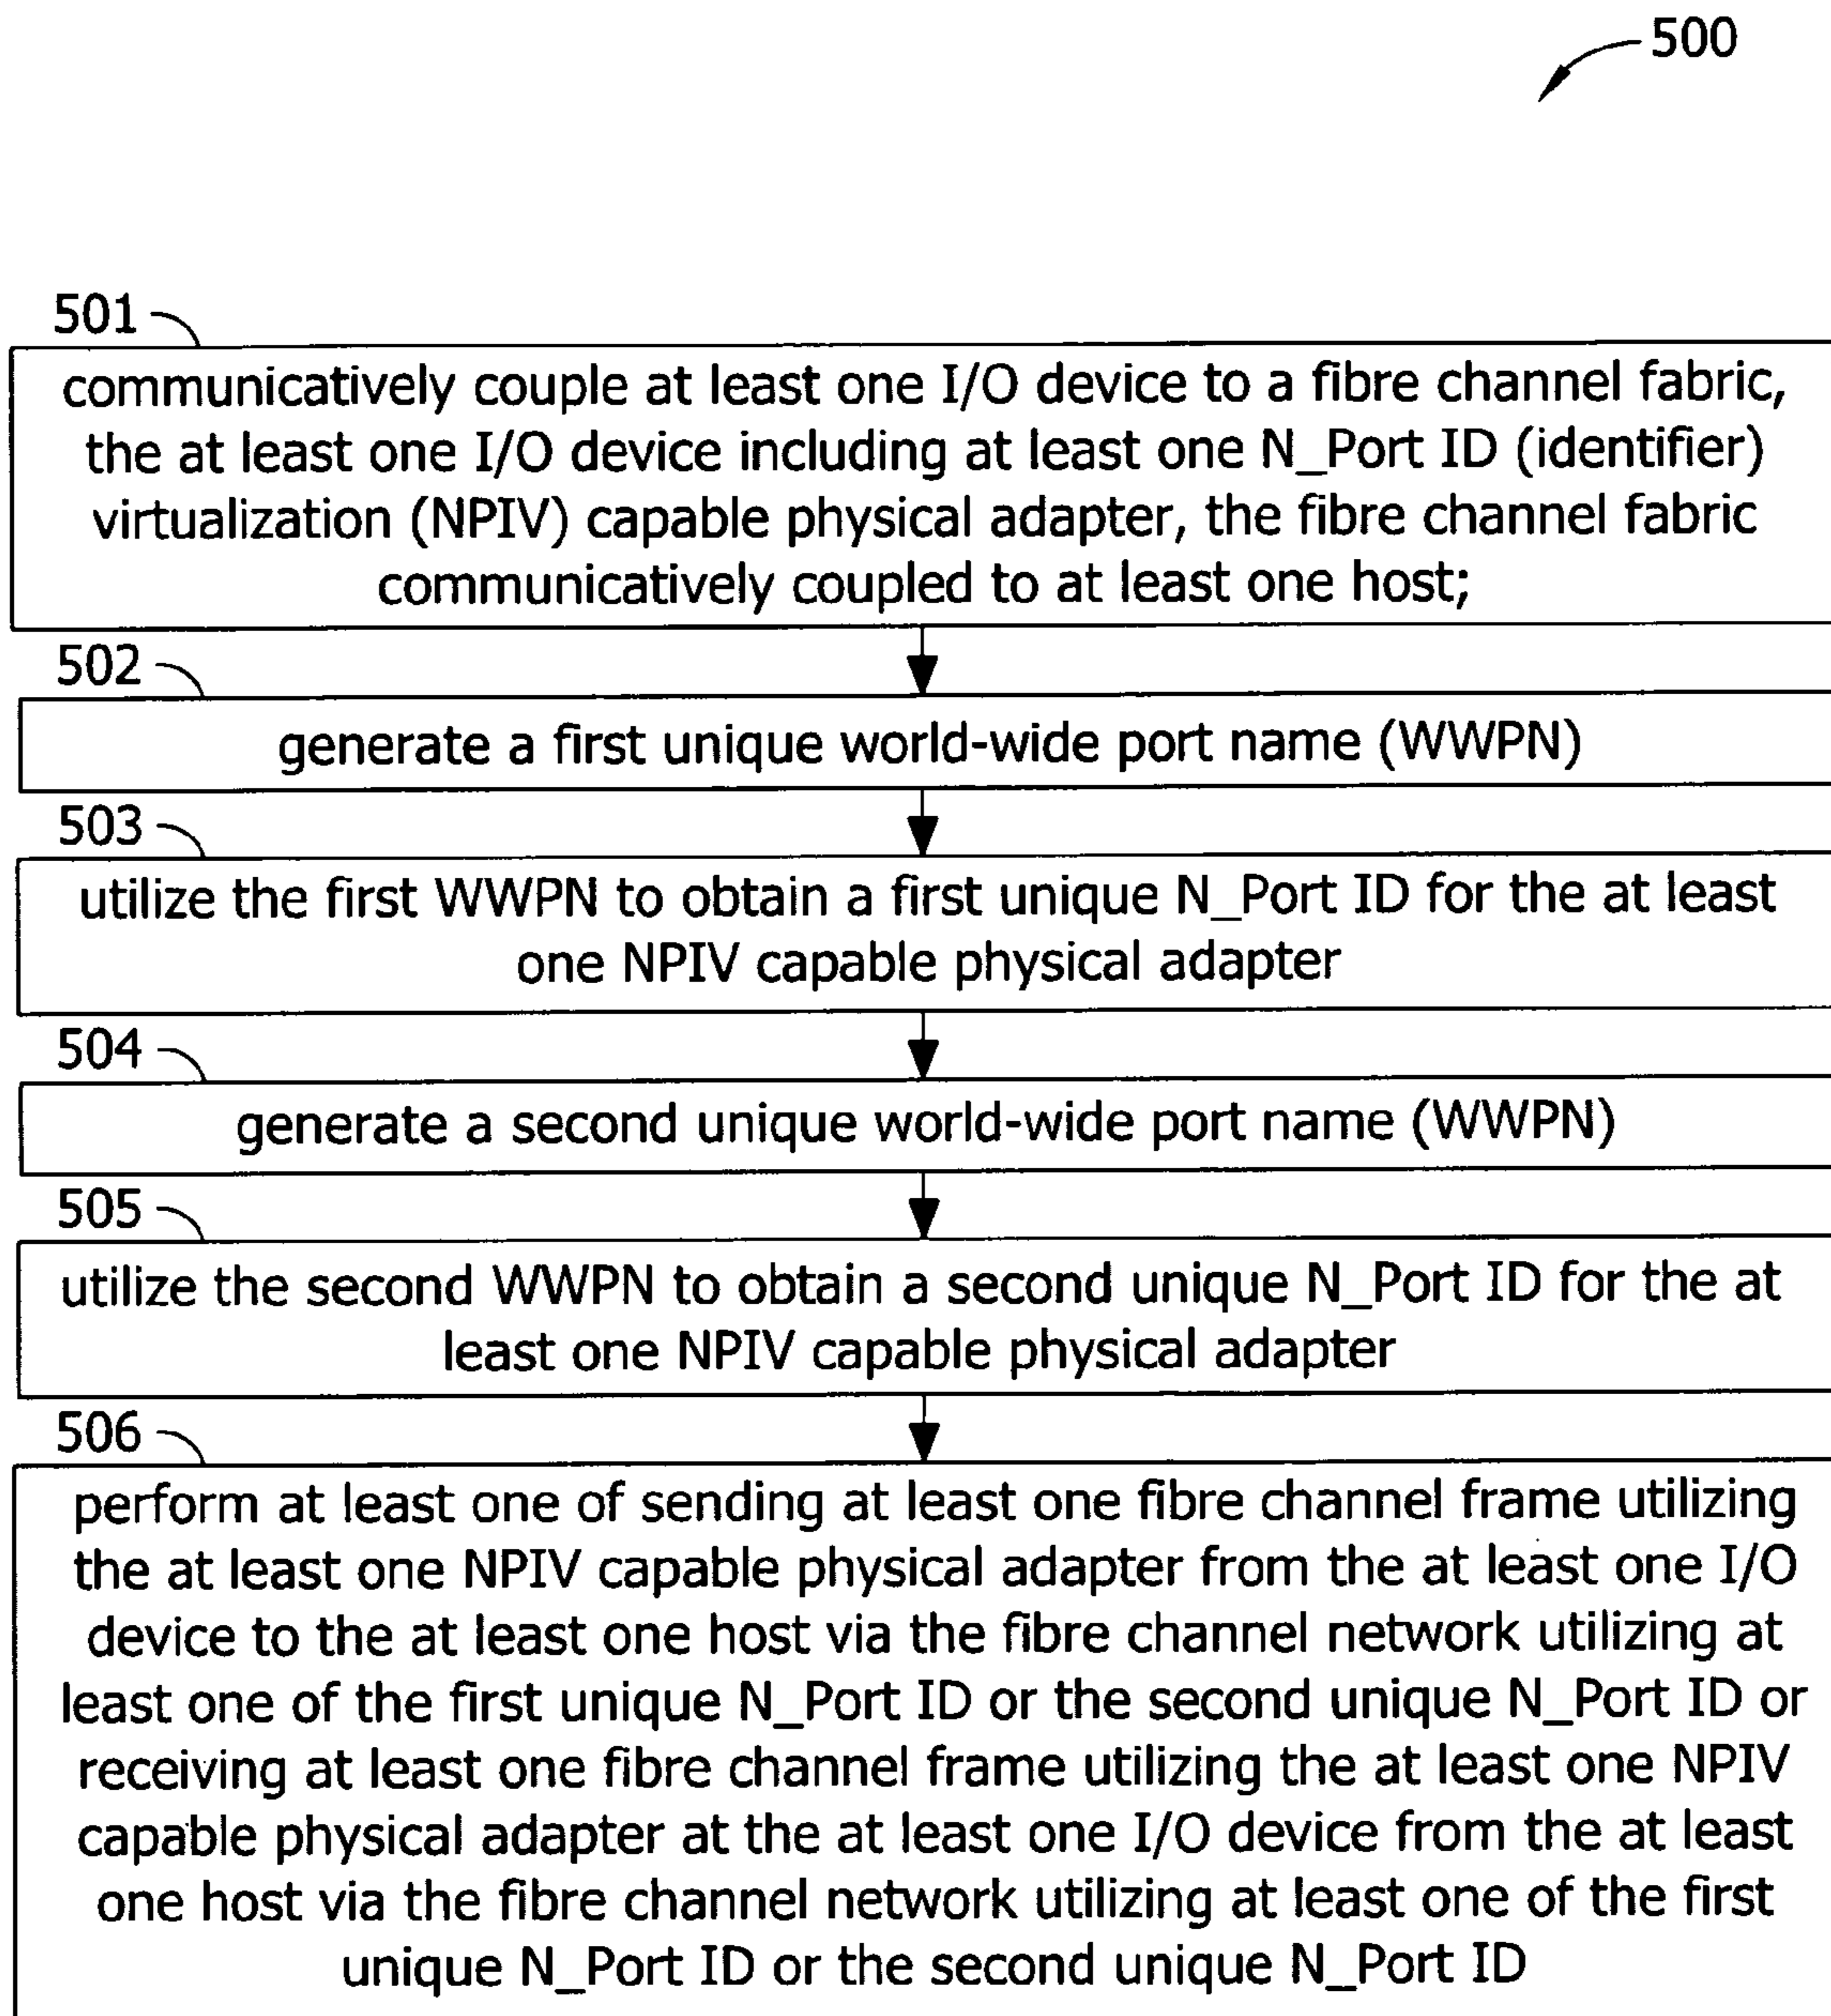 500
501
communicatively couple at least one I/O device to a fibre channel fabric,
the at least one I/O device including at least one N_Port ID (identifier)
virtualization (NPIV) capable physical adapter, the fibre channel fabric
communicatively coupled to at least one host;
502
generate a first unique world-wide port name (WWPN)
503
utilize the first WWPN to obtain a first unique N_Port ID for the at least
one NPIV capable physical adapter
504
generate a second unique world-wide port name (WWPN)
505
utilize the second WWPN to obtain a second unique N_Port ID for the at
least one NPIV capable physical adapter
506
perform at least one of sending at least one fibre channel frame utilizing
the at least one NPIV capable physical adapter from the at least one I/O
device to the at least one host via the fibre channel network utilizing at
least one of the first unique N_Port ID or the second unique N_Port ID or
receiving at least one fibre channel frame utilizing the at least one NPIV
capable physical adapter at the at least one I/O device from the at least
one host via the fibre channel network utilizing at least one of the first
unique N_Port ID or the second unique N_Port ID